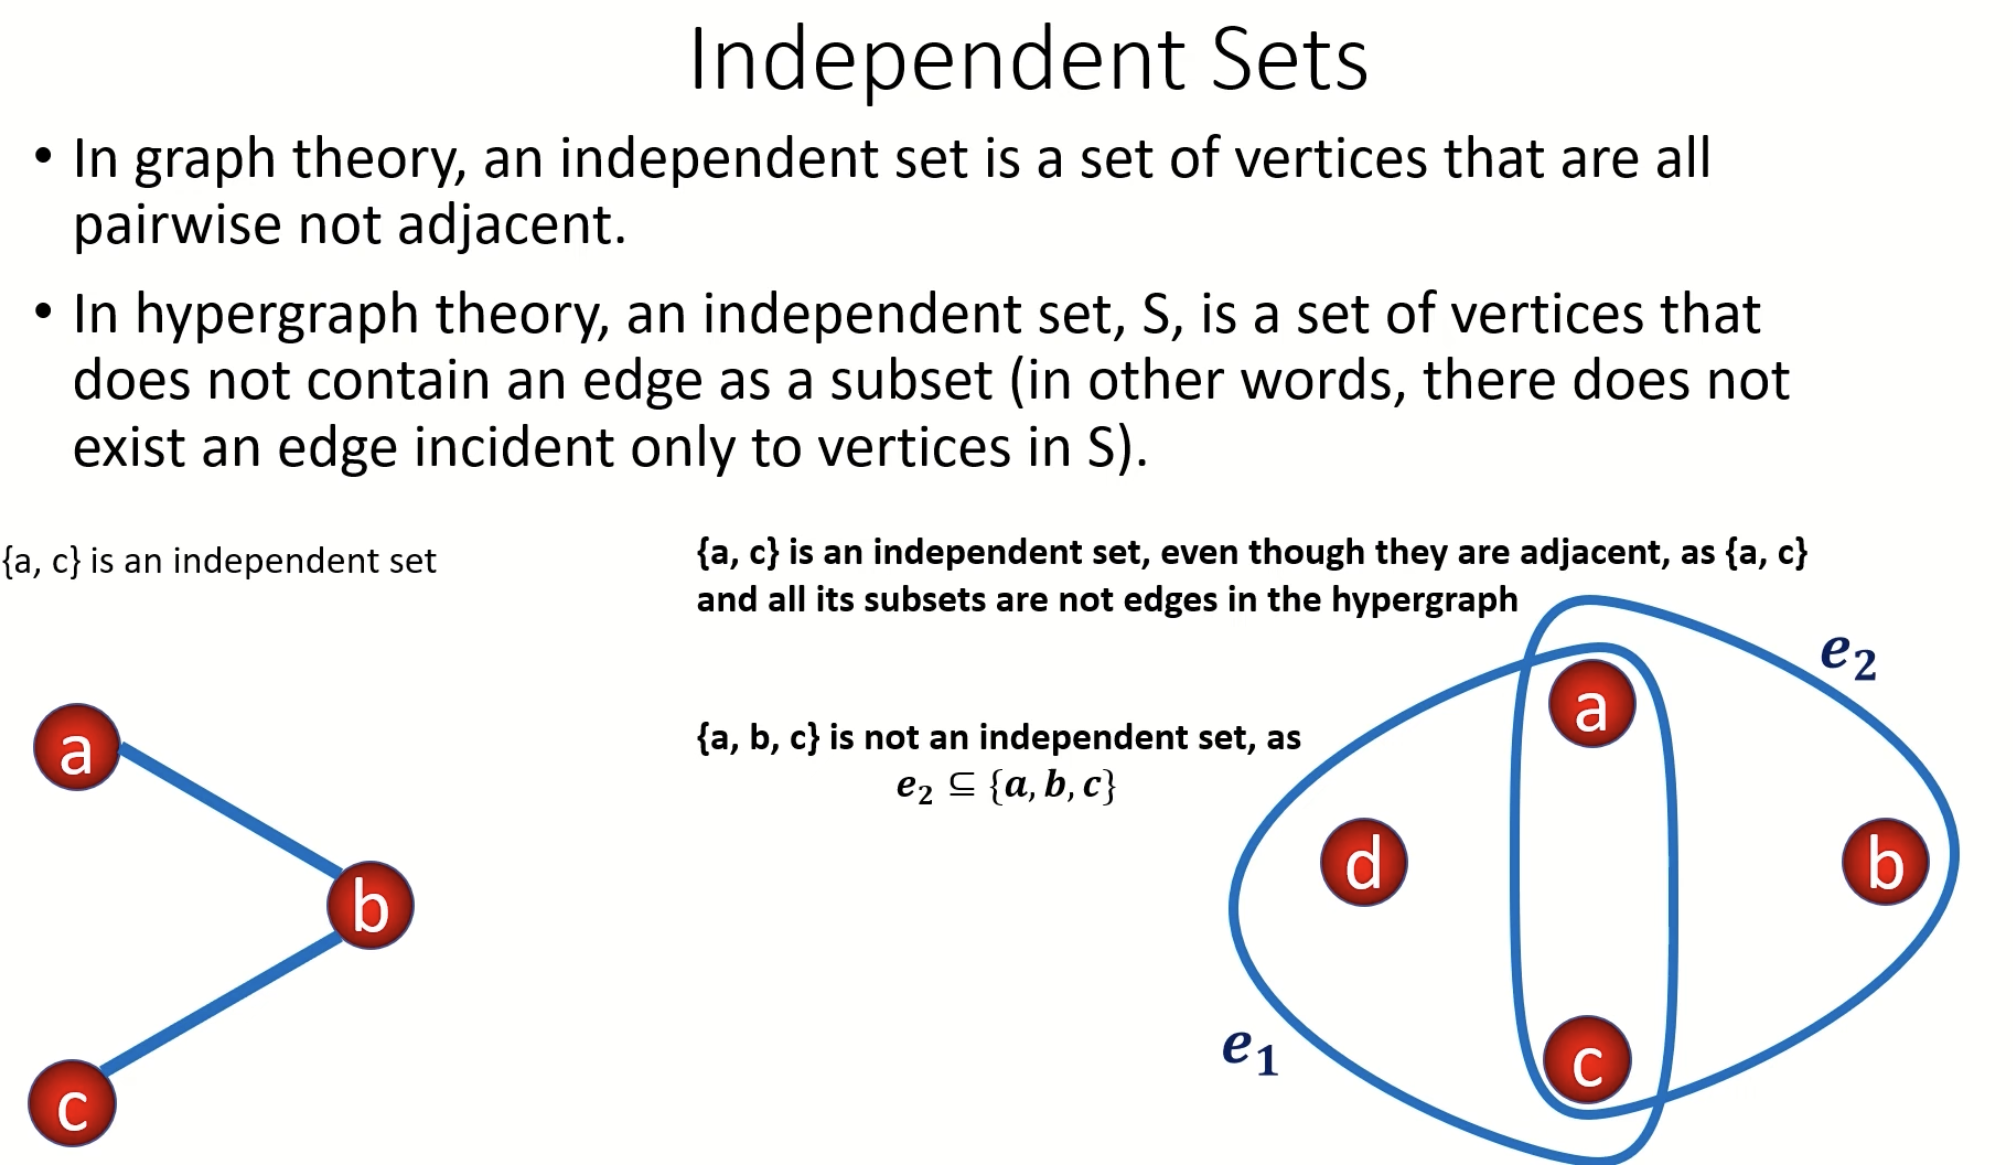 Independent Sets
• In graph theory, an independent set is a set of vertices that are all
pairwise not adjacent.
• In hypergraph theory, an independent set, S, is a set of vertices that
does not contain an edge as a subset (in other words, there does not
exist an edge incident only to vertices in S).
{a, c} is an independent set
{a, c} is an independent set, even though they are adjacent, as {a, c}
and all its subsets are not edges in the hypergraph
{a, b, c} is not an independent set, as
e₂ ⊆ {a, b, c}
a
b
c
e₂
a
d
b
c
e₁